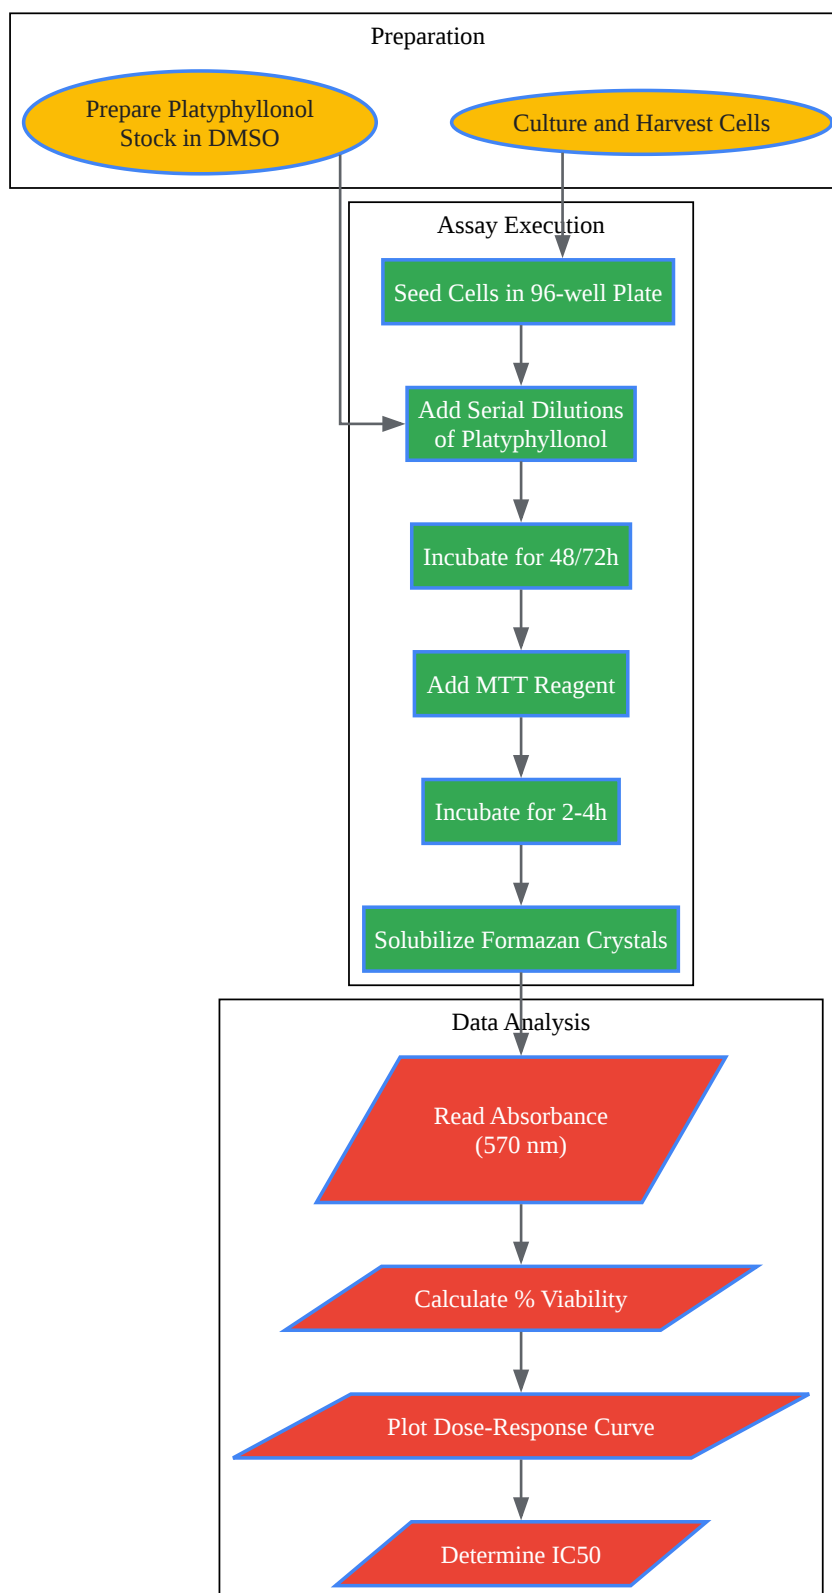 Preparation
Prepare Platyphyllonol
Stock in DMSO
Culture and Harvest Cells
Assay Execution
Seed Cells in 96-well Plate
Add Serial Dilutions
of Platyphyllonol
Incubate for 48/72h
Add MTT Reagent
Incubate for 2-4h
Solubilize Formazan Crystals
Data Analysis
Read Absorbance
(570 nm)
Calculate % Viability
Plot Dose-Response Curve
Determine IC50